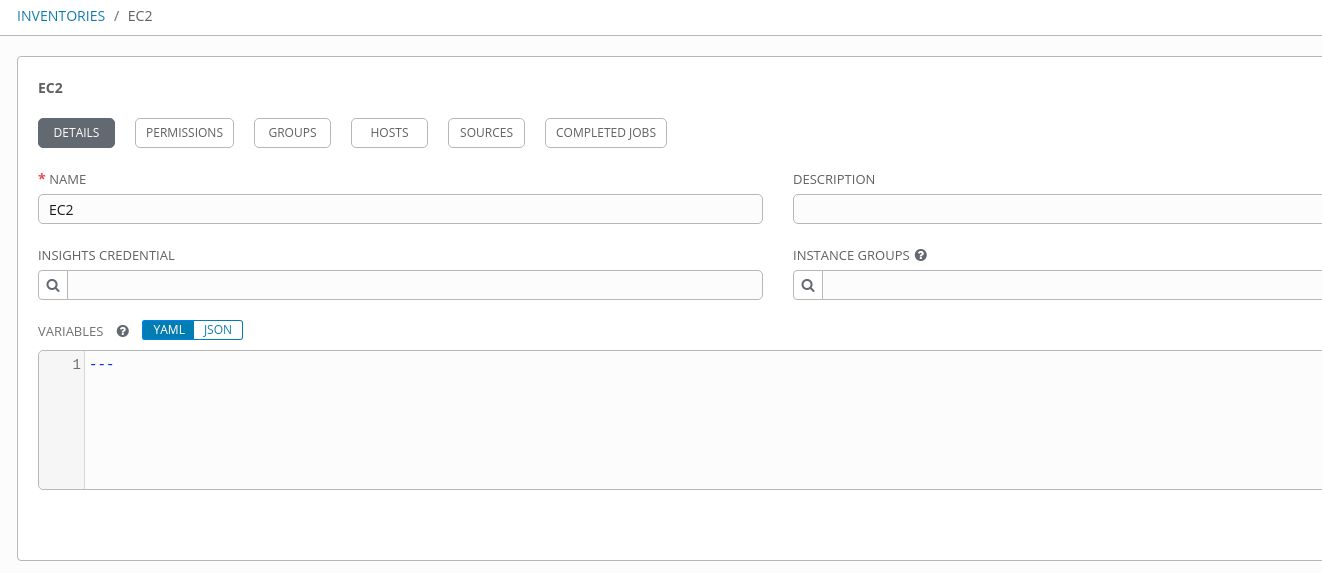 INVENTORIES / EC2
EC2
DETAILS PERMISSIONS GROUPS HOSTS SOURCES COMPLETED JOBS
* NAME DESCRIPTION
EC2
INSIGHTS CREDENTIAL INSTANCE GROUPS ?
VARIABLES ? YAML JSON
1 ---